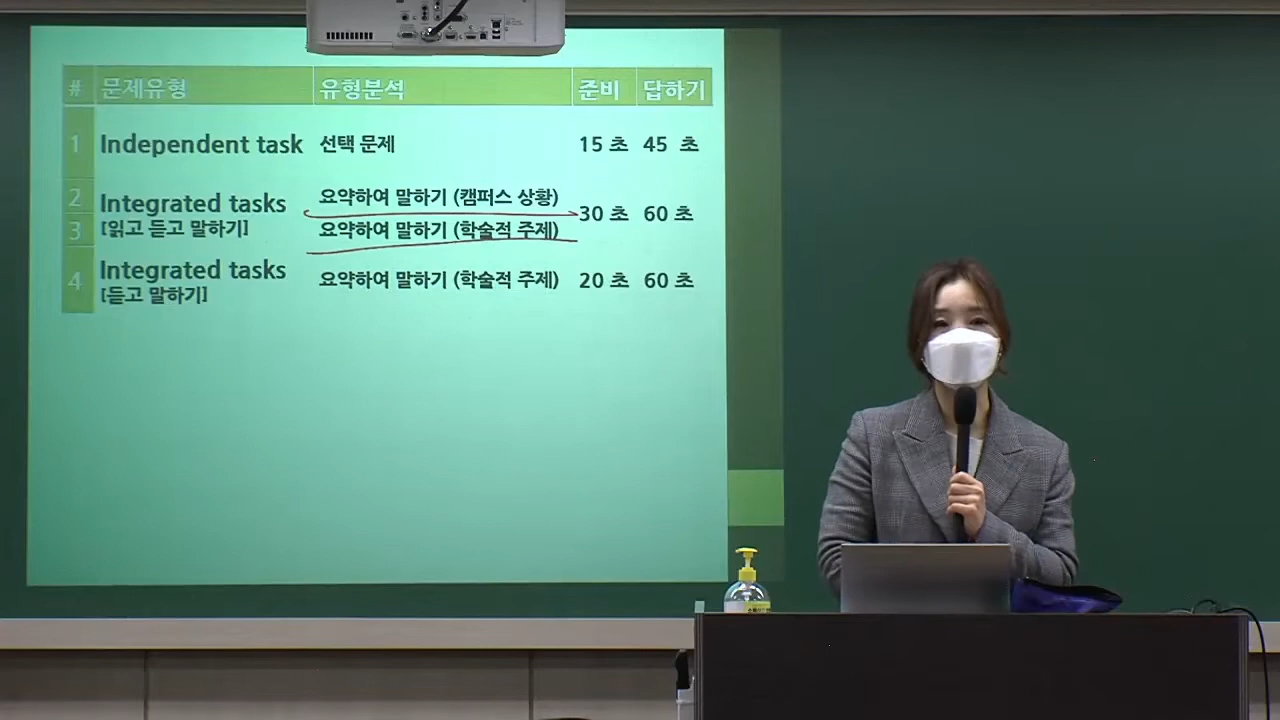 # 문제유형 유형분석 준비 답하기
1 Independent task 선택 문제 15 초 45 초
2 Integrated tasks 요약하여 말하기 (캠퍼스 상황) 30 초 60 초
3 [읽고 듣고 말하기] 요약하여 말하기 (학술적 주제)
4 Integrated tasks 요약하여 말하기 (학술적 주제) 20 초 60 초
[듣고 말하기]